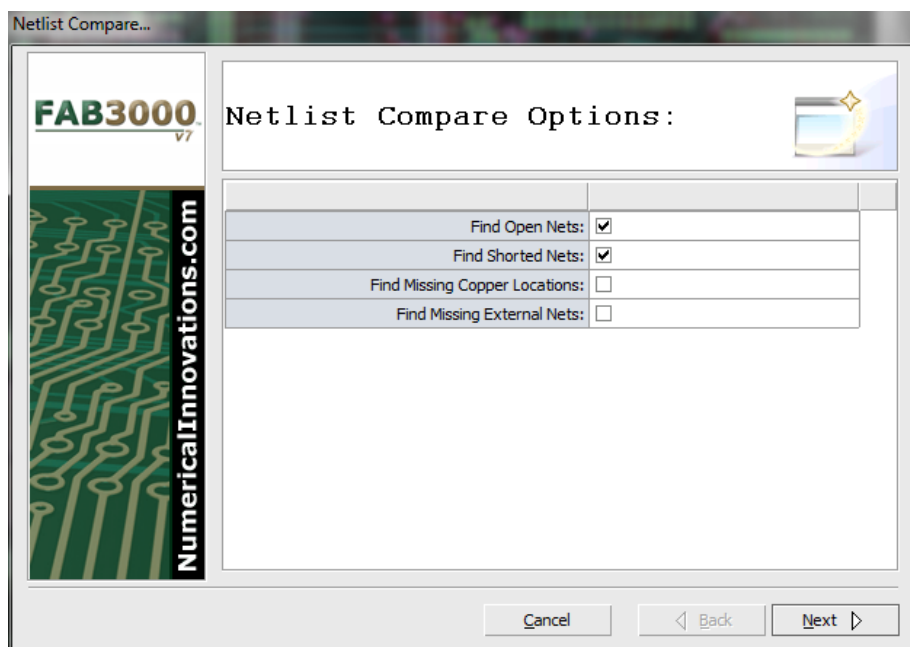 Netlist Compare...
FAB3000
V7
NumericalInnovations.com
Netlist Compare Options:
Find Open Nets:
Find Shorted Nets:
Find Missing Copper Locations:
Find Missing External Nets:
Cancel
Back
Next